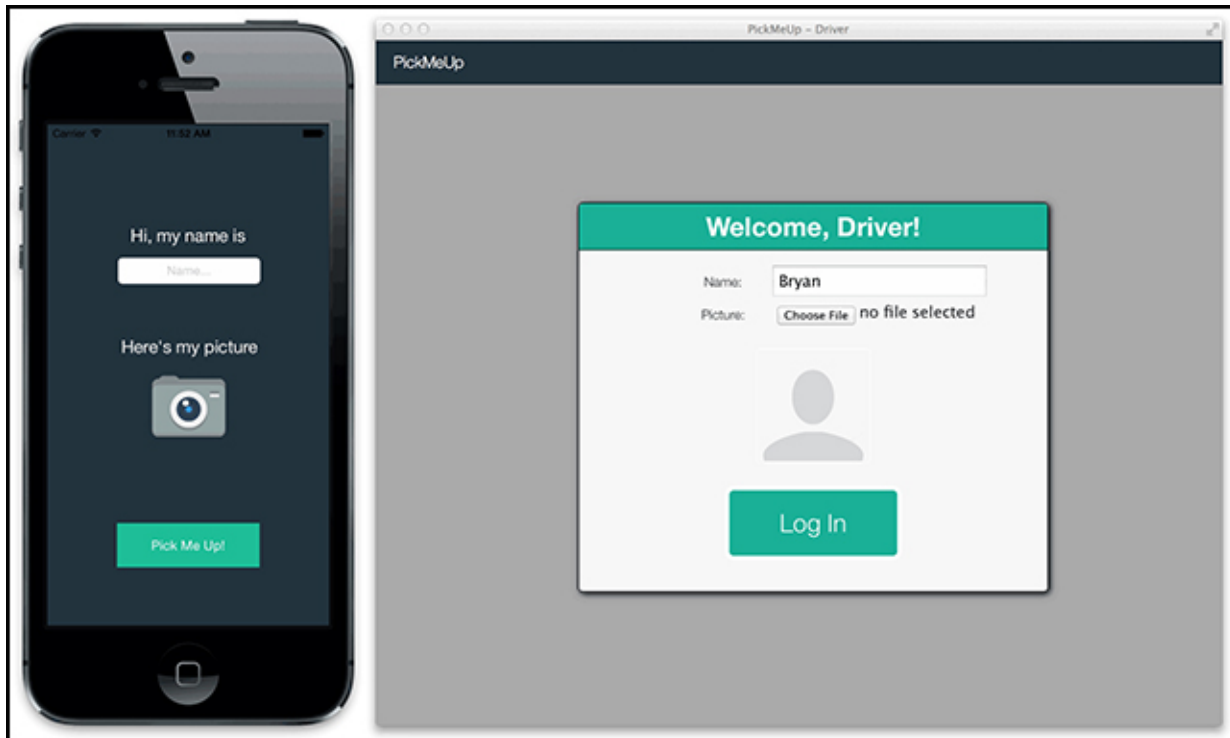 Carrier 11:52 AM
Hi, my name is
Name...
Here's my picture
Pick Me Up!
PickMeUp – Driver
PickMeUp
Welcome, Driver!
Name: Bryan
Picture: Choose File no file selected
Log In